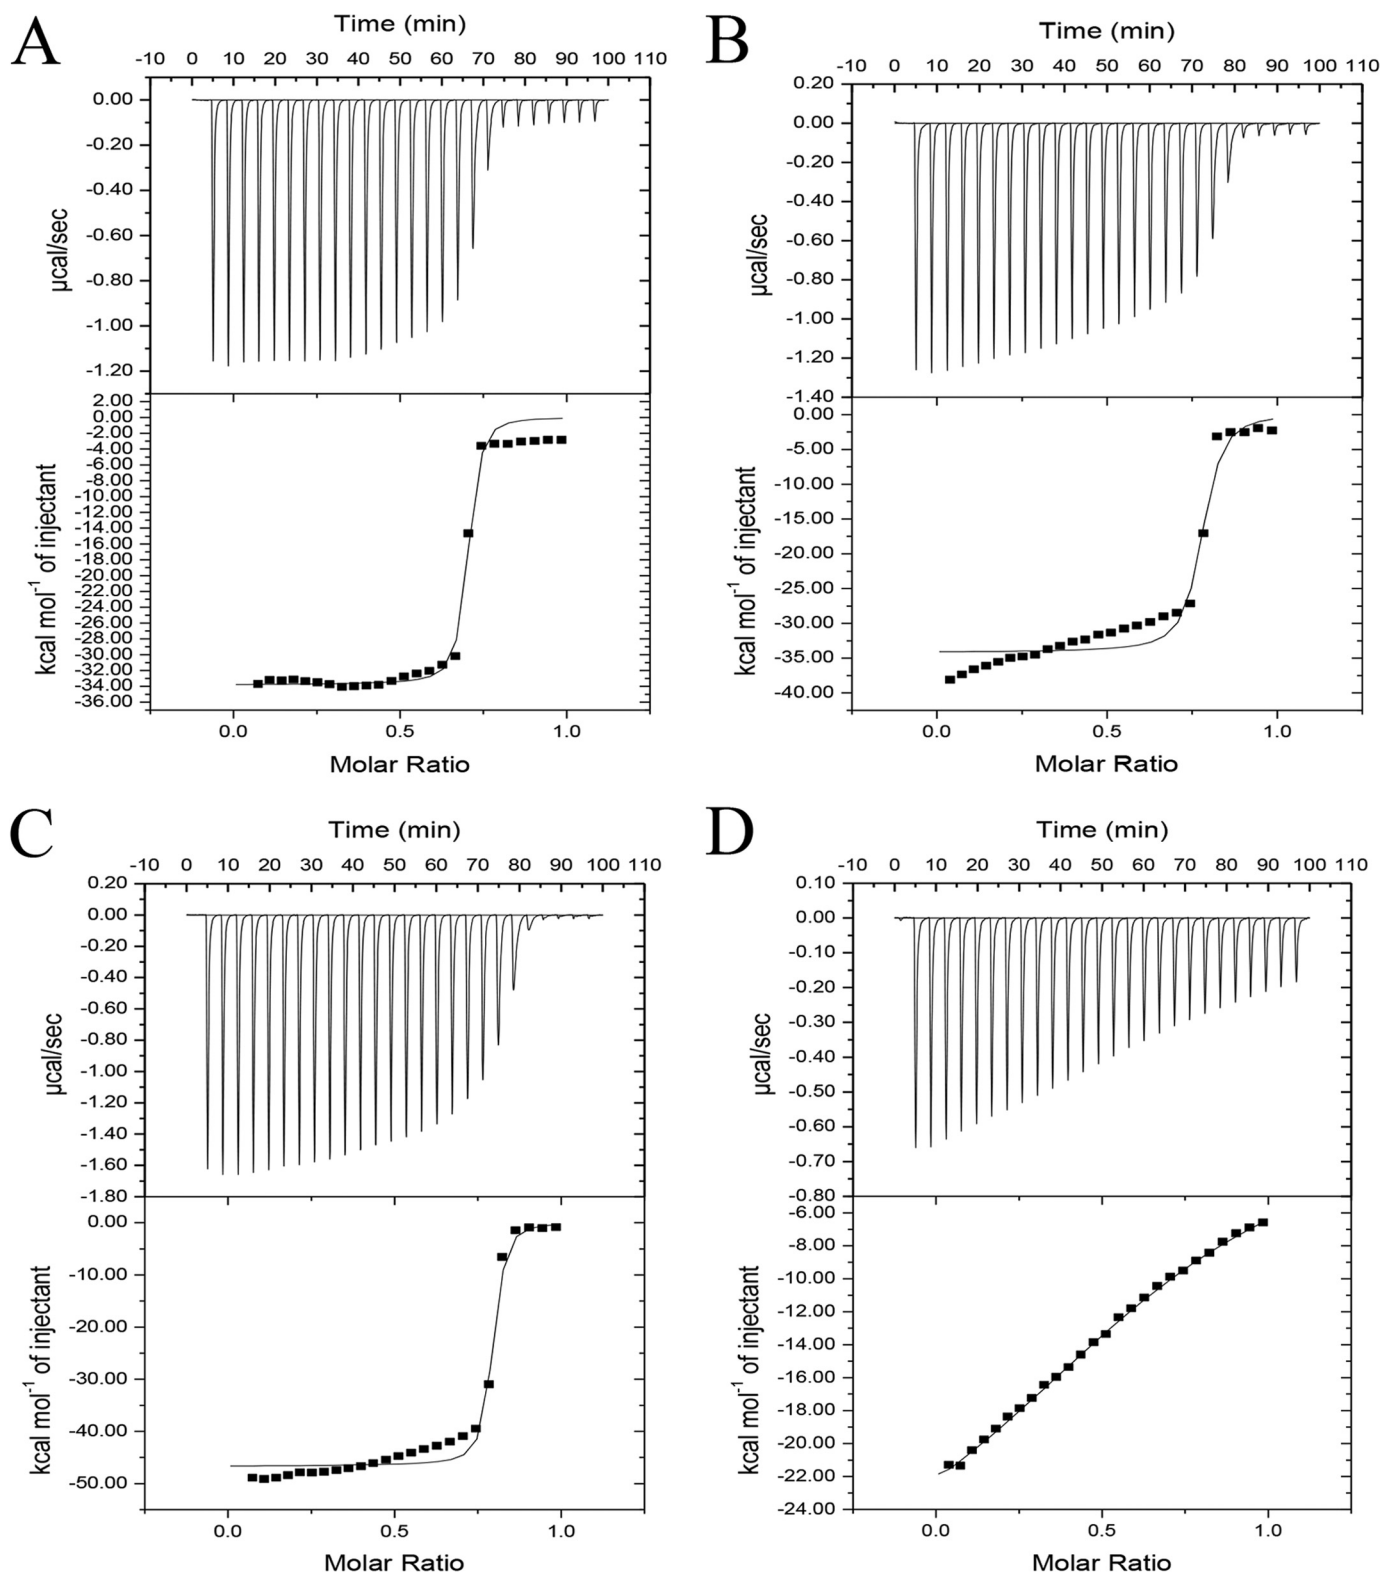 A
Time (min)
-10 0 10 20 30 40 50 60 70 80 90 100 110
0.00
-0.20
-0.40
-0.60
-0.80
-1.00
-1.20
µcal/sec
2.00
0.00
-2.00
-4.00
-6.00
-8.00
-10.00
-12.00
-14.00
-16.00
-18.00
-20.00
-22.00
-24.00
-26.00
-28.00
-30.00
-32.00
-34.00
-36.00
kcal mol⁻¹ of injectant
0.0 0.5 1.0
Molar Ratio
B
Time (min)
-10 0 10 20 30 40 50 60 70 80 90 100 110
0.20
0.00
-0.20
-0.40
-0.60
-0.80
-1.00
-1.20
-1.40
µcal/sec
0.00
-5.00
-10.00
-15.00
-20.00
-25.00
-30.00
-35.00
-40.00
kcal mol⁻¹ of injectant
0.0 0.5 1.0
Molar Ratio
C
Time (min)
-10 0 10 20 30 40 50 60 70 80 90 100 110
0.20
0.00
-0.20
-0.40
-0.60
-0.80
-1.00
-1.20
-1.40
-1.60
-1.80
µcal/sec
0.00
-10.00
-20.00
-30.00
-40.00
-50.00
kcal mol⁻¹ of injectant
0.0 0.5 1.0
Molar Ratio
D
Time (min)
-10 0 10 20 30 40 50 60 70 80 90 100 110
0.10
0.00
-0.10
-0.20
-0.30
-0.40
-0.50
-0.60
-0.70
-0.80
µcal/sec
-6.00
-8.00
-10.00
-12.00
-14.00
-16.00
-18.00
-20.00
-22.00
-24.00
kcal mol⁻¹ of injectant
0.0 0.5 1.0
Molar Ratio